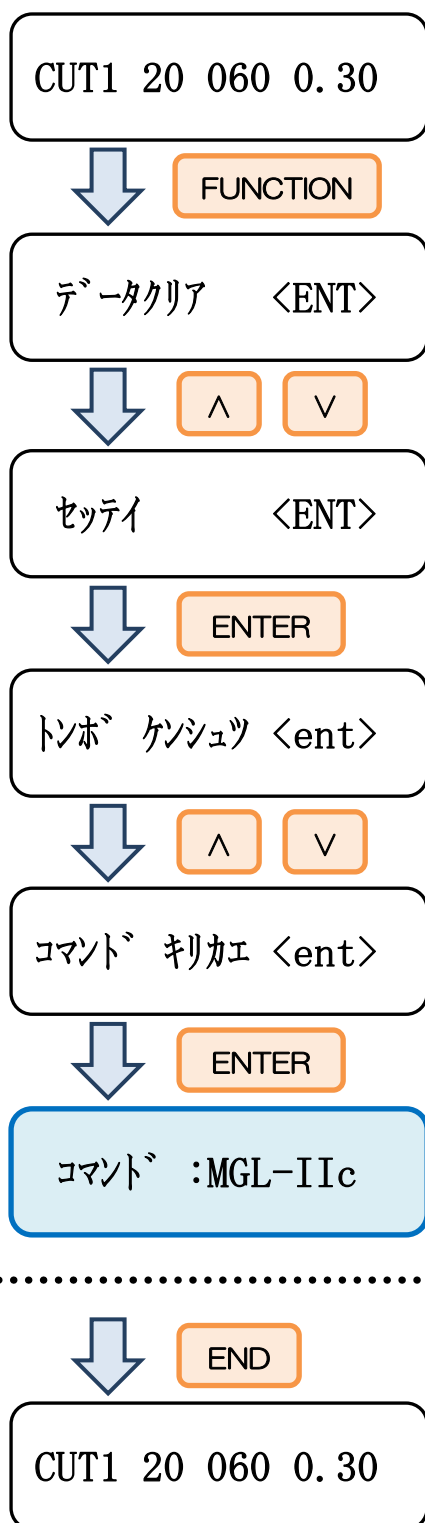 CUT1 20 060 0.30
FUNCTION
ﾃﾞｰﾀｸﾘｱ <ENT>
∧ ∨
ｾｯﾃｲ <ENT>
ENTER
ﾄﾝﾎﾞ ｹﾝｼｭﾂ <ent>
∧ ∨
ｺﾏﾝﾄﾞ ｷﾘｶｴ <ent>
ENTER
ｺﾏﾝﾄﾞ :MGL-IIc
END
CUT1 20 060 0.30